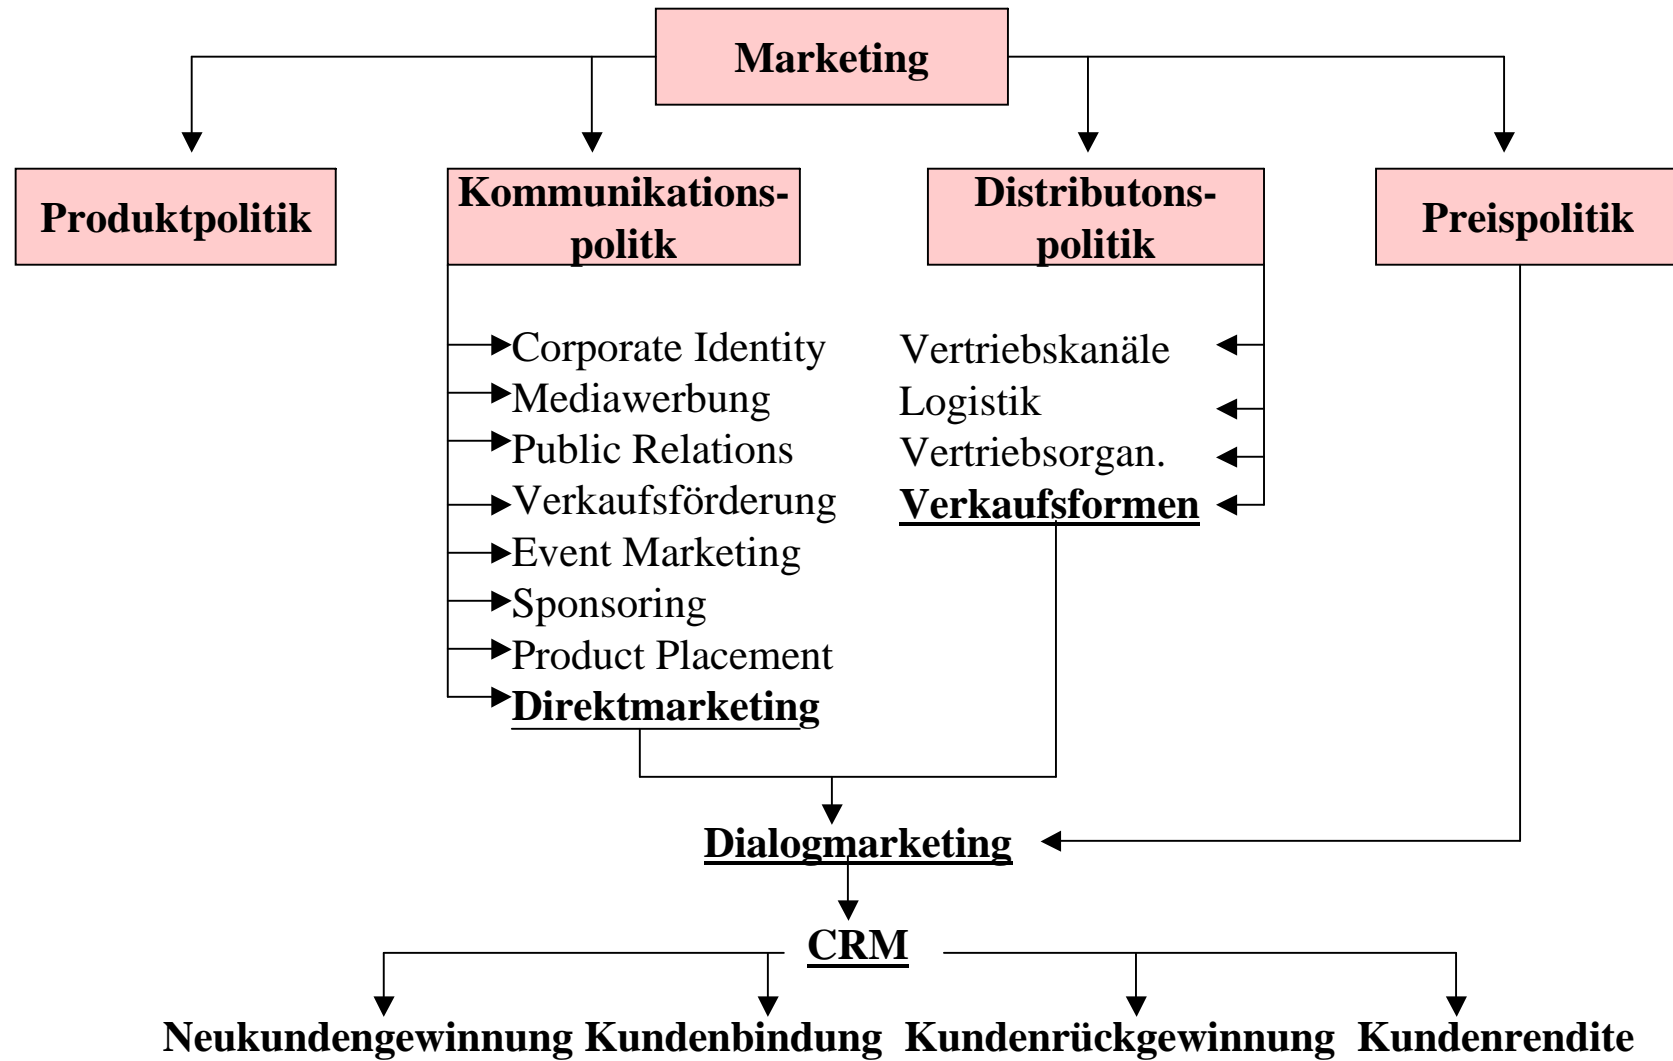 Marketing
Produktpolitik
Kommunikations-
politk
Distributons-
politik
Preispolitik
Corporate Identity
Mediawerbung
Public Relations
Verkaufsförderung
Event Marketing
Sponsoring
Product Placement
Direktmarketing
Vertriebskanäle
Logistik
Vertriebsorgan.
Verkaufsformen
Dialogmarketing
CRM
Neukundengewinnung Kundenbindung Kundenrückgewinnung Kundenrendite